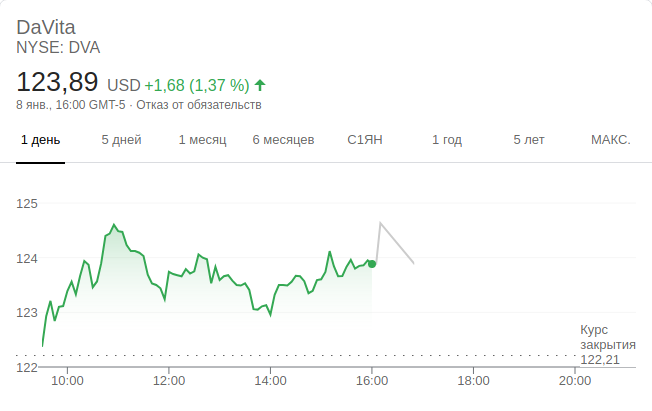 DaVita
NYSE: DVA
123,89 USD +1,68 (1,37 %)
8 янв., 16:00 GMT-5 · Отказ от обязательств
1 день 5 дней 1 месяц 6 месяцев С1ЯН 1 год 5 лет МАКС.
125
124
123
122
Курс
закрытия
122,21
10:00 12:00 14:00 16:00 18:00 20:00